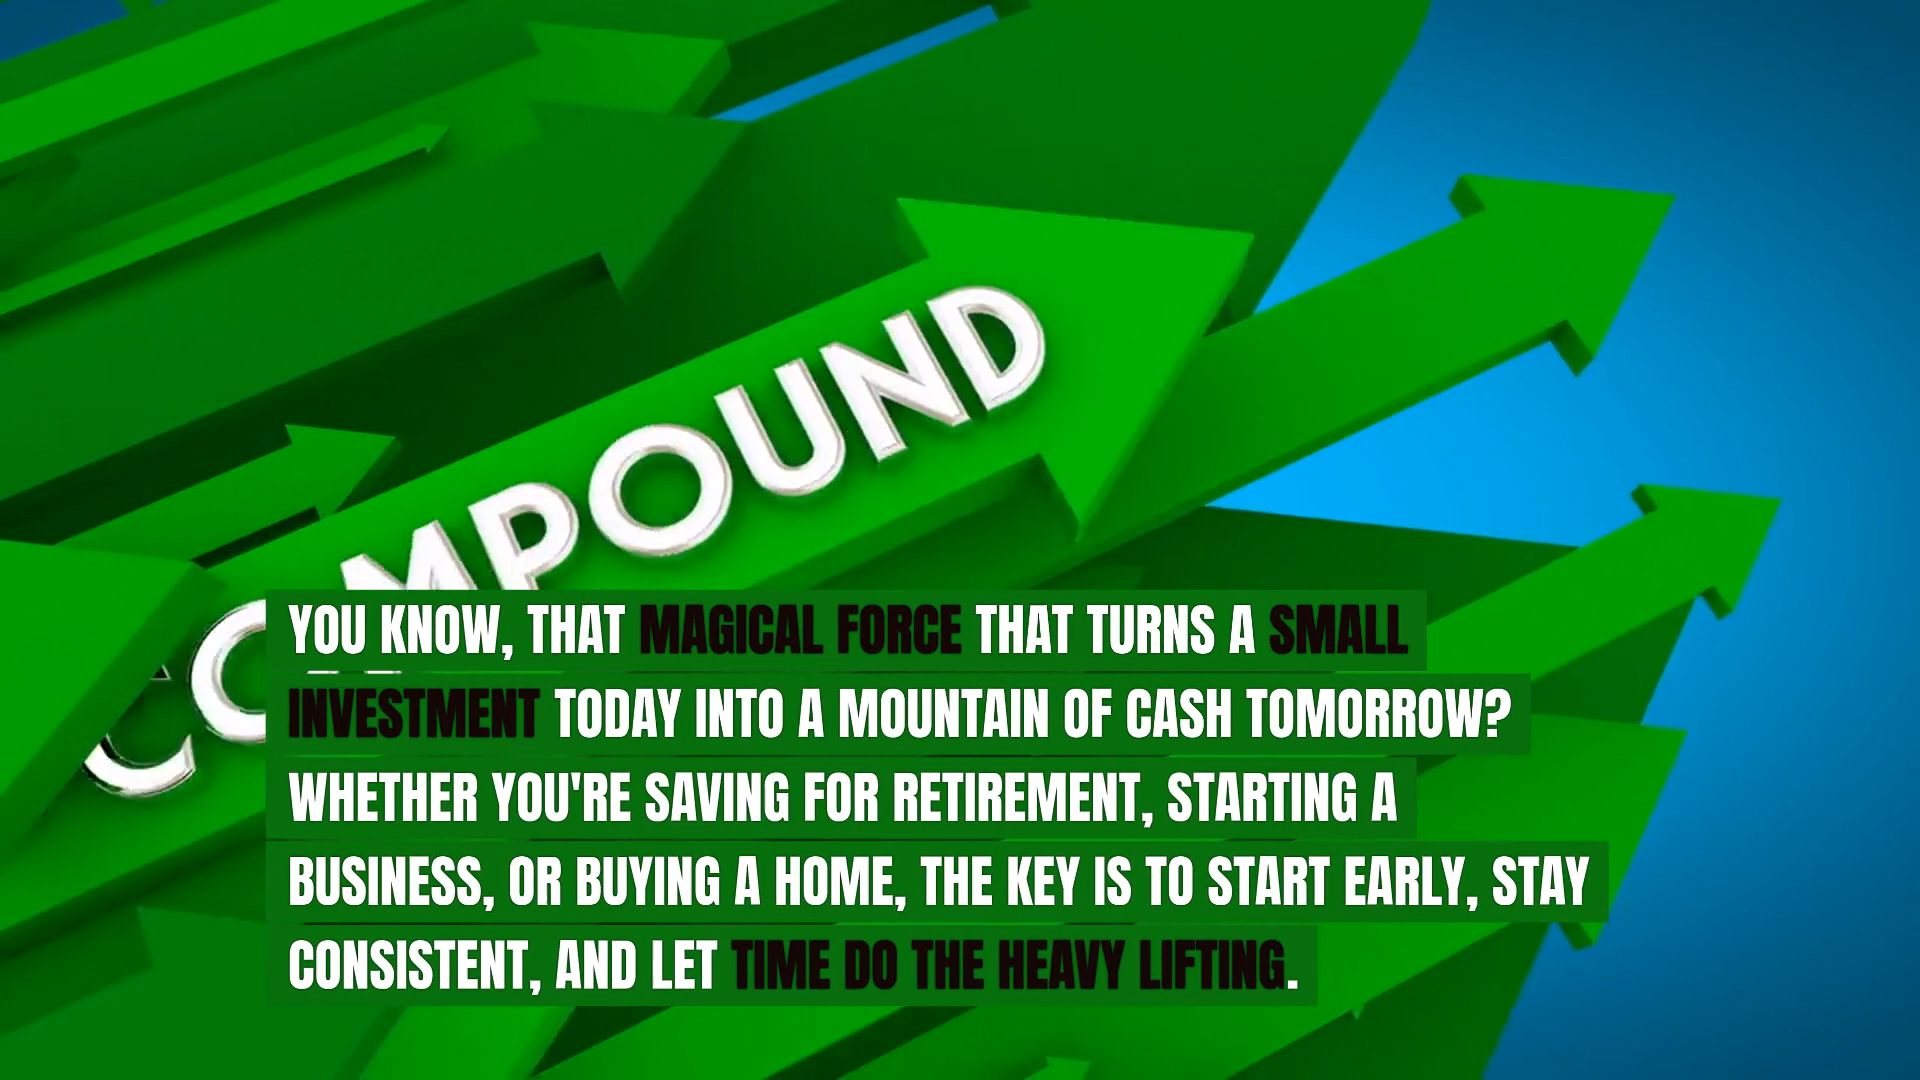 COMPOUND
YOU KNOW, THAT MAGICAL FORCE THAT TURNS A SMALL
INVESTMENT TODAY INTO A MOUNTAIN OF CASH TOMORROW?
WHETHER YOU'RE SAVING FOR RETIREMENT, STARTING A
BUSINESS, OR BUYING A HOME, THE KEY IS TO START EARLY, STAY
CONSISTENT, AND LET TIME DO THE HEAVY LIFTING.